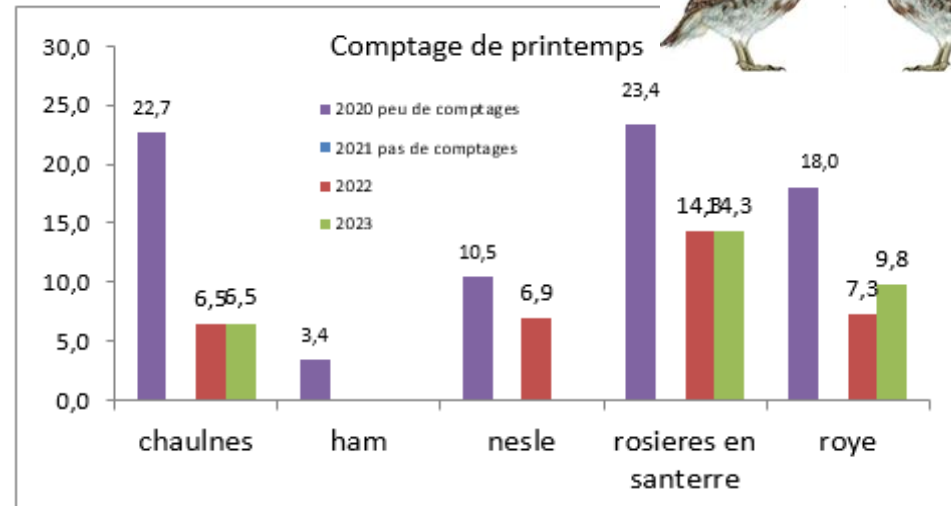 Comptage de printemps
2020 peu de comptages
2021 pas de comptages
2022
2023
30,0
25,0
20,0
15,0
10,0
5,0
0,0
22,7
6,5
6,5
3,4
10,5
6,9
23,4
14,3
14,3
18,0
7,3
9,8
chaulnes
ham
nesle
rosieres en
santerre
roye